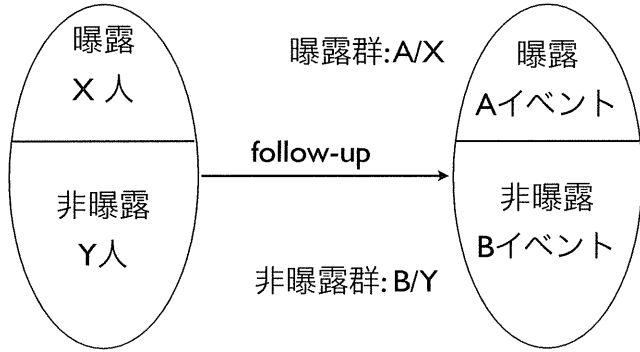 曝露
X 人
非曝露
Y人
曝露群:A/X
follow-up
非曝露群:B/Y
曝露
Aイベント
非曝露
Bイベント